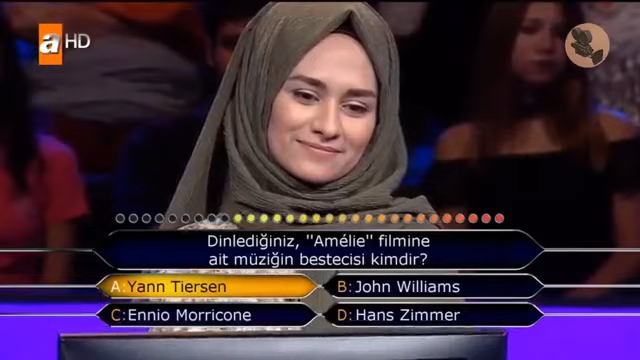 a HD
Dinlediğiniz, "Amélie" filmine
ait müziğin bestecisi kimdir?
A: Yann Tiersen
B: John Williams
C: Ennio Morricone
D: Hans Zimmer